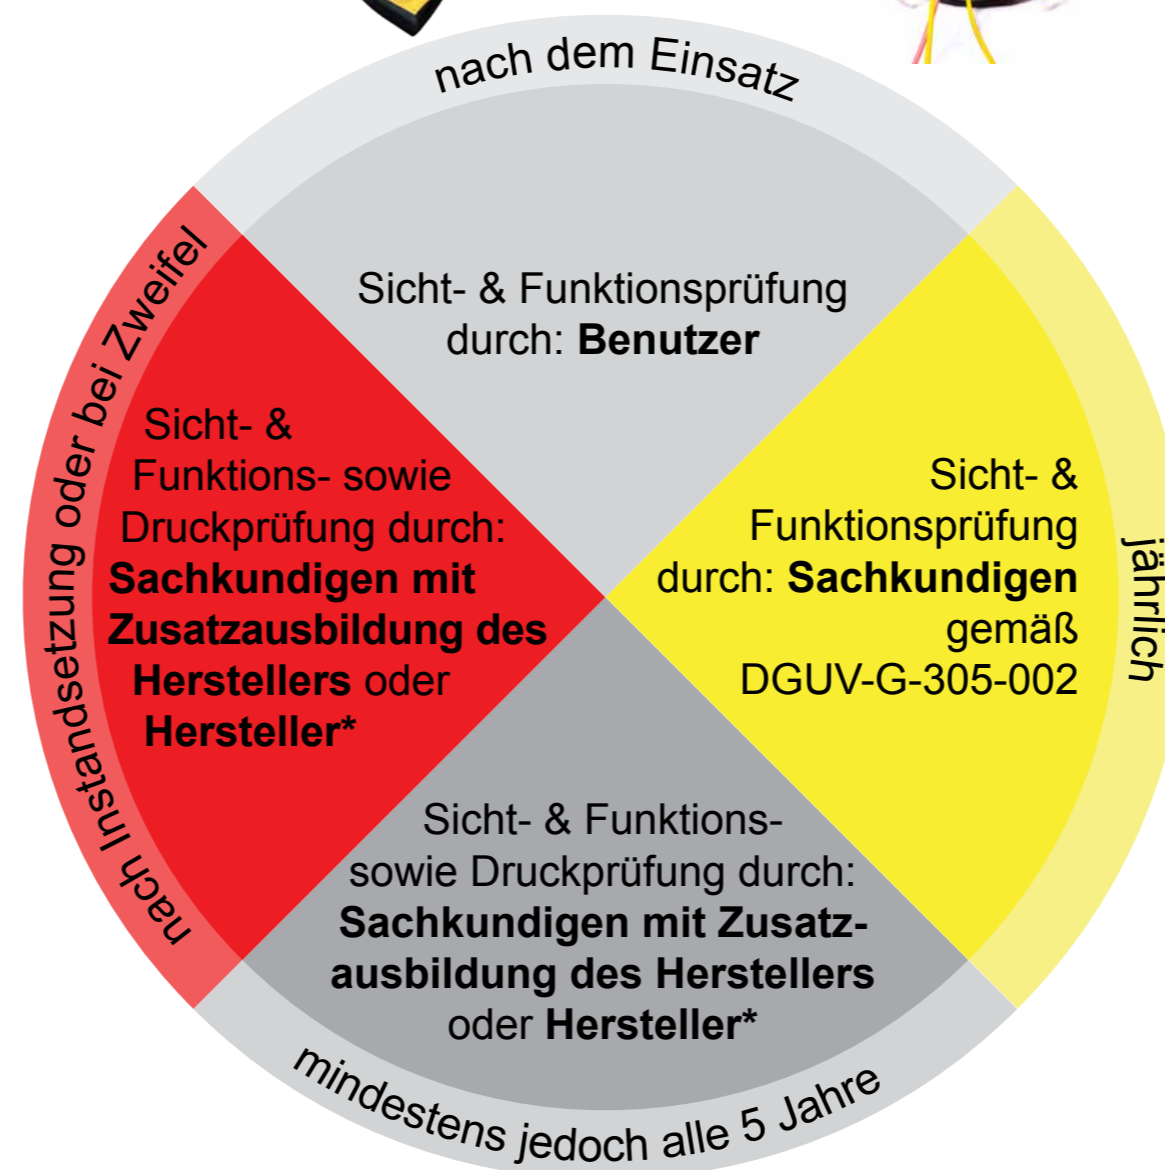 nach dem Einsatz
Sicht- & Funktionsprüfung
durch: Benutzer
jährlich
Sicht- &
Funktionsprüfung
durch: Sachkundigen
gemäß
DGUV-G-305-002
mindestens jedoch alle 5 Jahre
Sicht- & Funktions-
sowie Druckprüfung durch:
Sachkundigen mit Zusatz-
ausbildung des Herstellers
oder Hersteller*
nach Instandsetzung oder bei Zweifel
Sicht- &
Funktions- sowie
Druckprüfung durch:
Sachkundigen mit
Zusatzausbildung des
Herstellers oder
Hersteller*